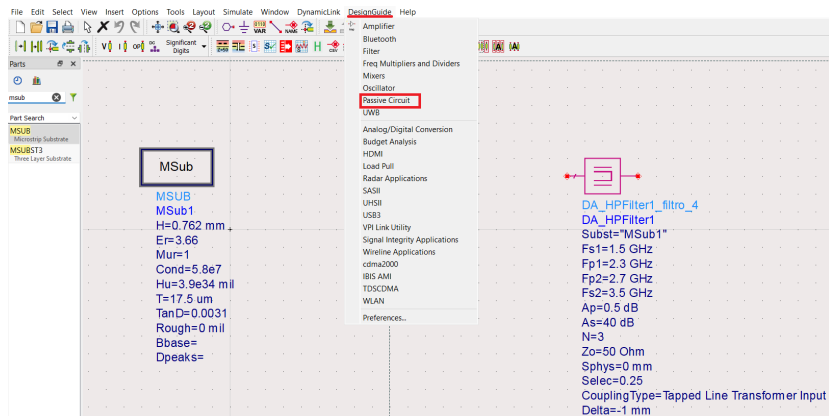 File Edit Select View Insert Options Tools Layout Simulate Window DynamicLink DesignGuide Help
VAR
NAME
Significant
Digits
Parts
msub
Part Search
MSUB
Microstrip Substrate
MSUBST3
Three Layer Substrate
MSub
MSUB
MSub1
H=0.762 mm
Er=3.66
Mur=1
Cond=5.8e7
Hu=3.9e34 mil
T=17.5 um
TanD=0.0031
Rough=0 mil
Bbase=
Dpeaks=
Amplifier
Bluetooth
Filter
Freq Multipliers and Dividers
Mixers
Oscillator
Passive Circuit
UWB
Analog/Digital Conversion
Budget Analysis
HDMI
Load Pull
Radar Applications
SASII
UHSII
USB3
VPI Link Utility
Signal Integrity Applications
Wireline Applications
cdma2000
IBIS AMI
TDSCDMA
WLAN
Preferences...
DA_HPFilter1_filtro_4
DA_HPFilter1
Subst="MSub1"
Fs1=1.5 GHz
Fp1=2.3 GHz
Fp2=2.7 GHz
Fs2=3.5 GHz
Ap=0.5 dB
As=40 dB
N=3
Zo=50 Ohm
Sphys=0 mm
Selec=0.25
CouplingType=Tapped Line Transformer Input
Delta=-1 mm